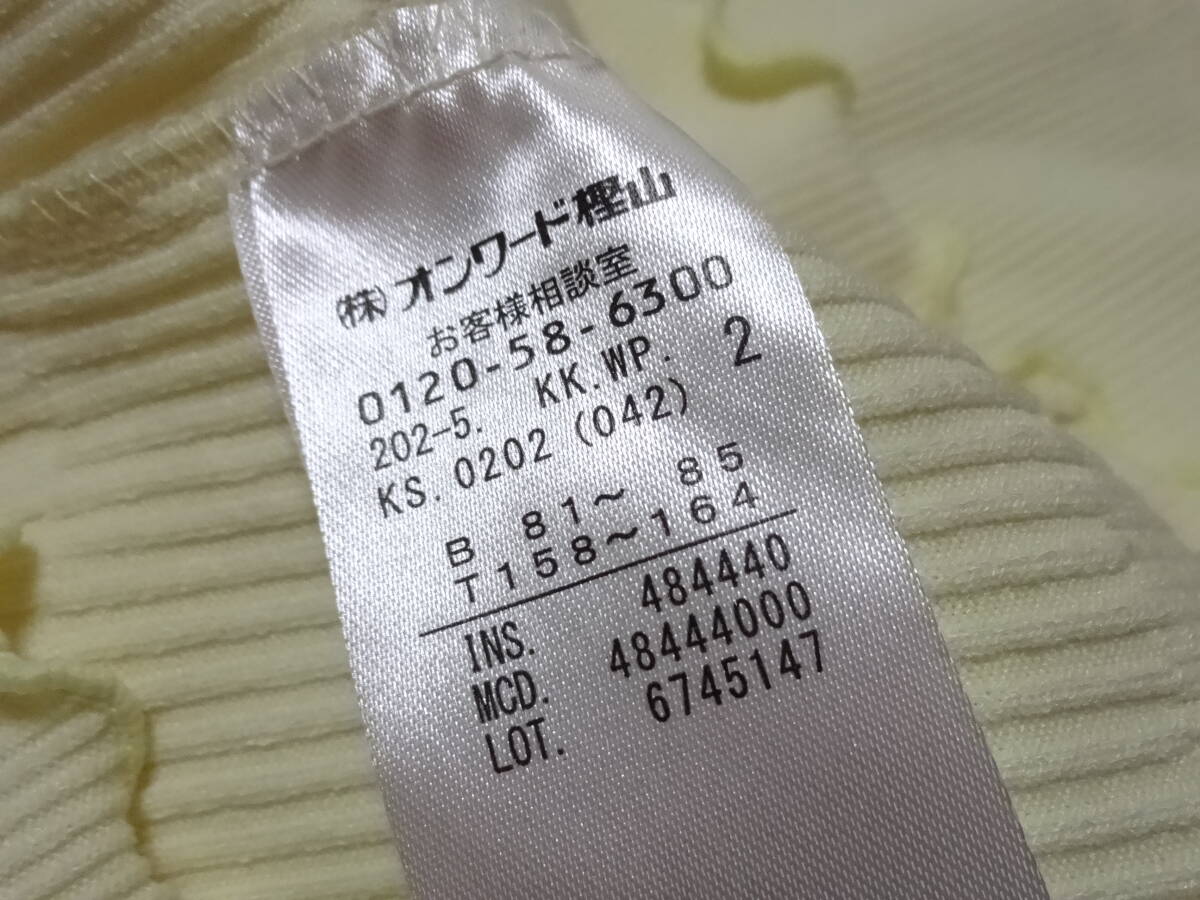 (株)オンワード樫山
お客様相談室
0120-58-6300
202-5. KK.WP. 2
KS.0202(042)
B 81~ 85
T158~164
INS. 484440
MCD. 48444000
LOT. 6745147